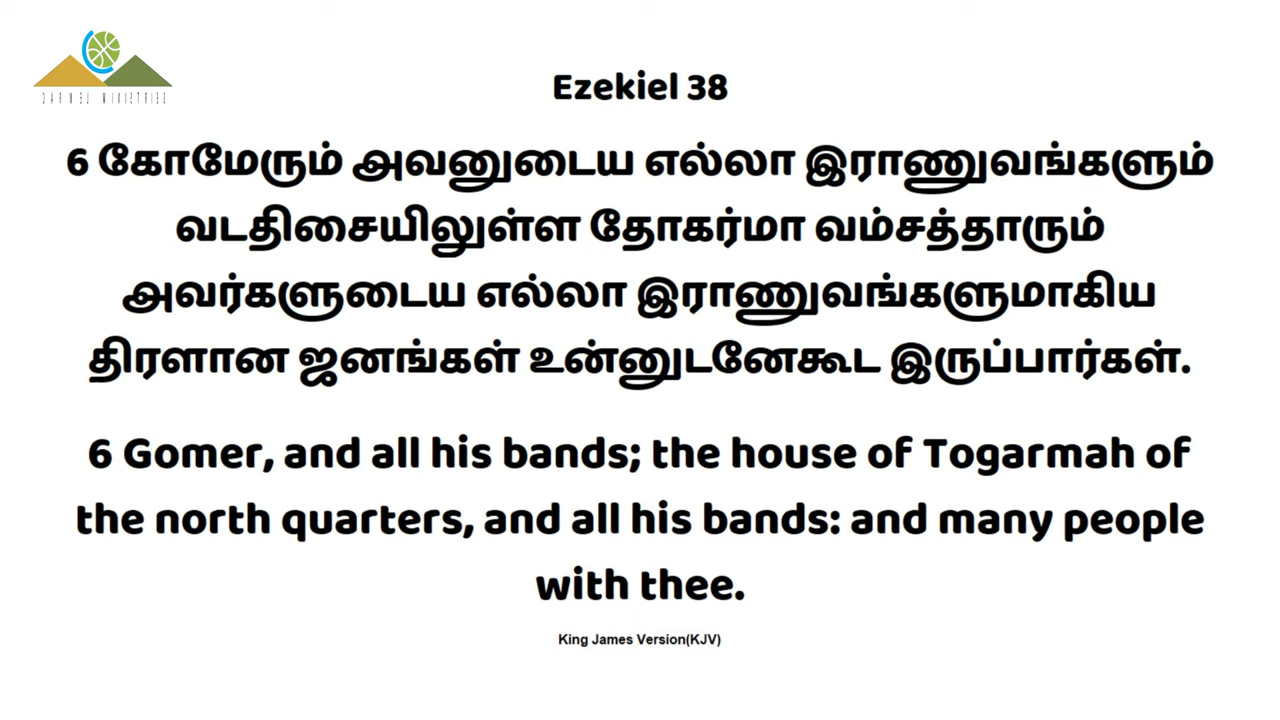 Ezekiel 38
6 கோமேரும் அவனுடைய எல்லா இராணுவங்களும்
வடதிசையிலுள்ள தோகர்மா வம்சத்தாரும்
அவர்களுடைய எல்லா இராணுவங்களுமாகிய
திரளான ஜனங்கள் உன்னுடனேகூட இருப்பார்கள்.
6 Gomer, and all his bands; the house of Togarmah of
the north quarters, and all his bands: and many people
with thee.
King James Version(KJV)